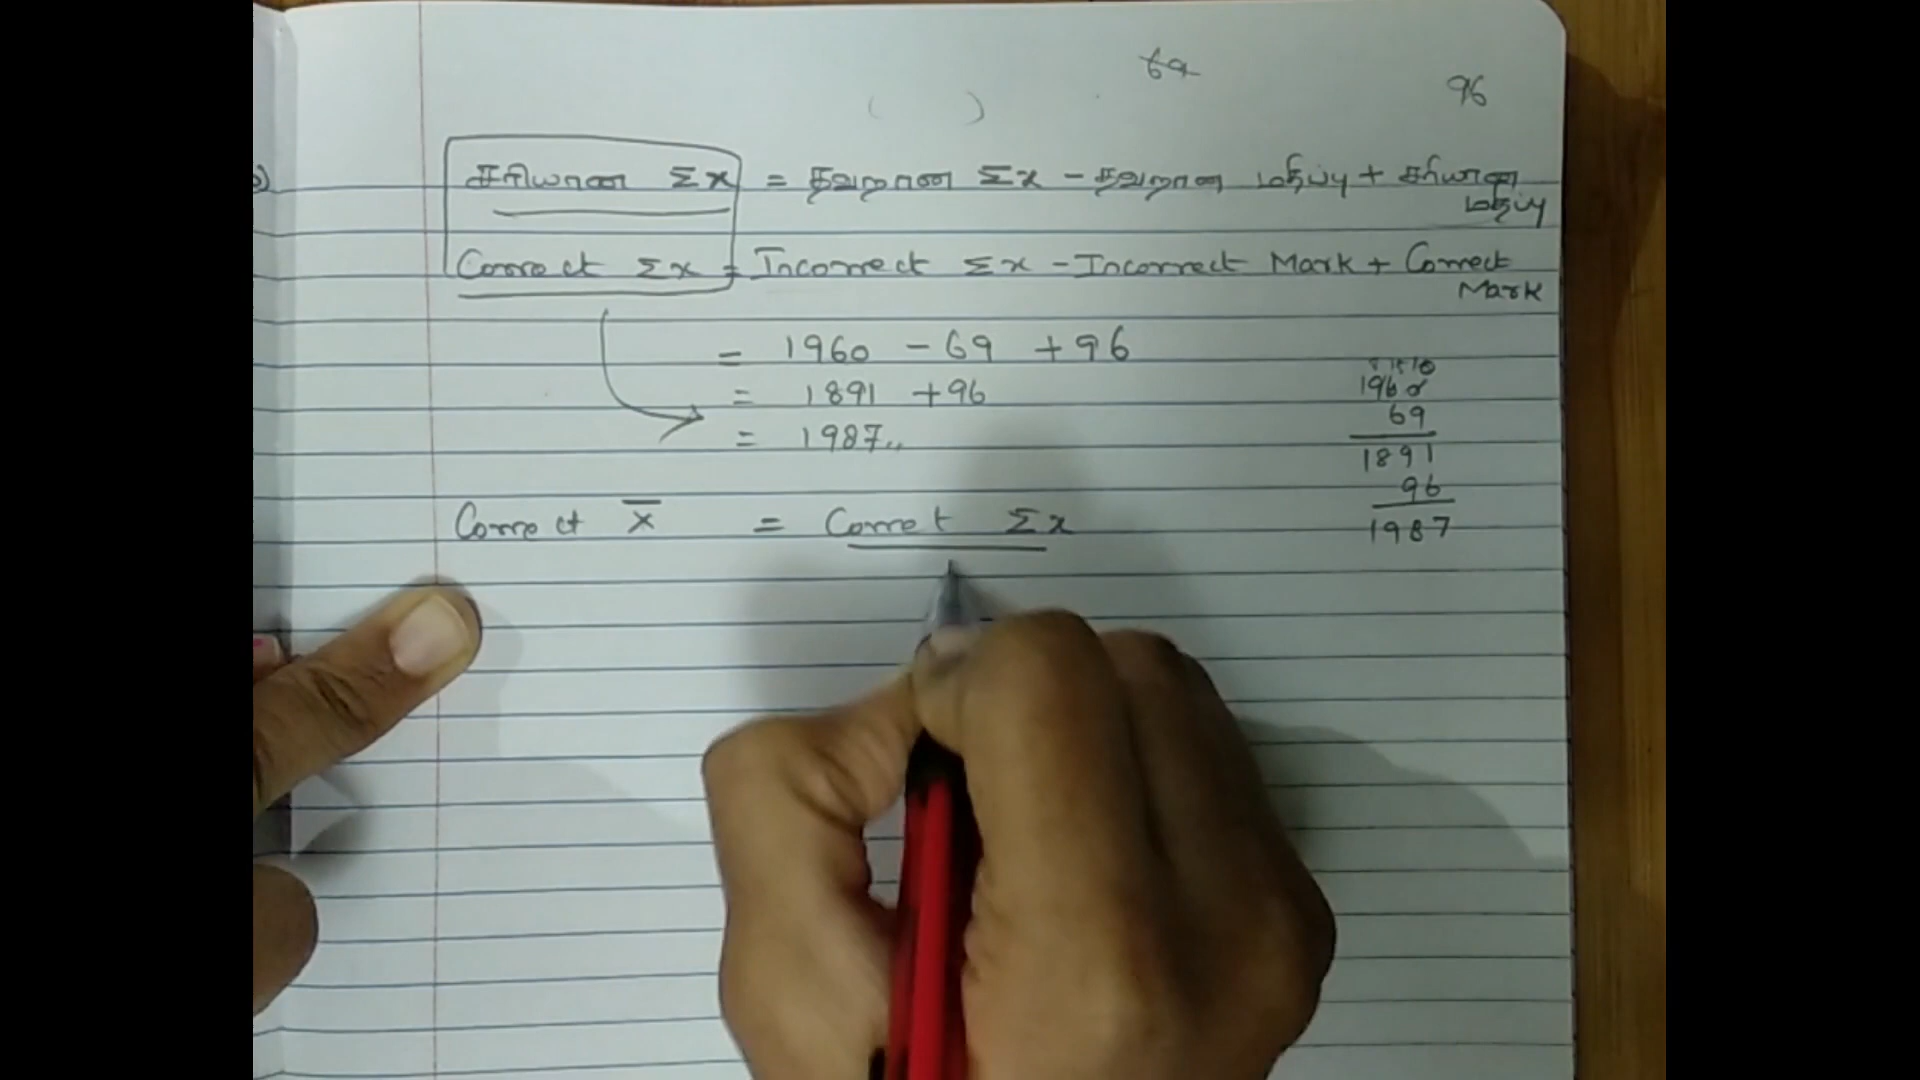 69
96
சரியான Σx = தவறான Σx - தவறான மதிப்பு + சரியான மதிப்பு
Correct Σx = Incorrect Σx - Incorrect Mark + Correct Mark
= 1960 - 69 + 96
= 1891 + 96
= 1987
1960
69
1891
96
1987
Correct X̄ = Corret Σx